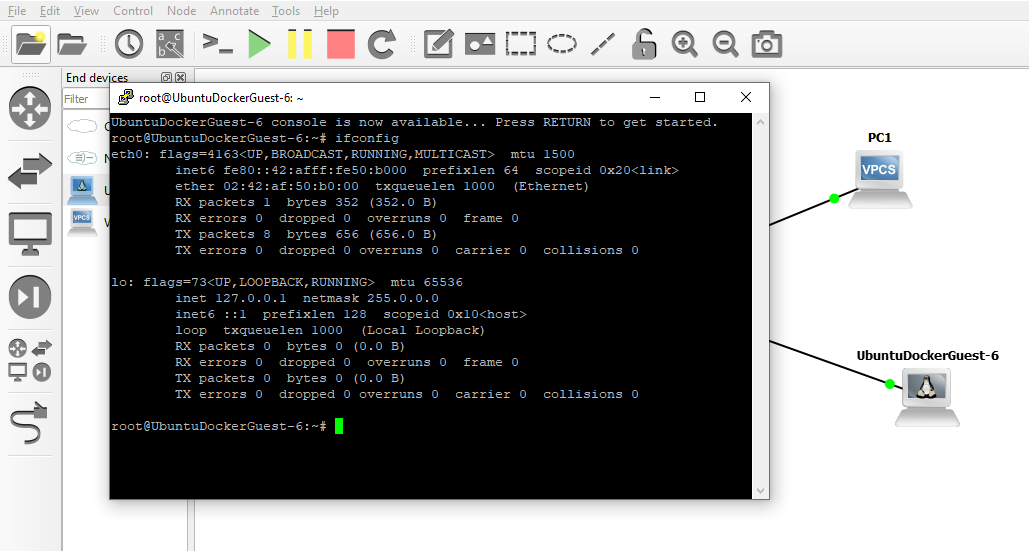 File Edit View Control Node Annotate Tools Help
End devices
Filter
root@UbuntuDockerGuest-6: ~
UbuntuDockerGuest-6 console is now available... Press RETURN to get started.
root@UbuntuDockerGuest-6:~# ifconfig
eth0: flags=4163<UP,BROADCAST,RUNNING,MULTICAST>  mtu 1500
        inet6 fe80::42:afff:fe50:b000  prefixlen 64  scopeid 0x20<link>
        ether 02:42:af:50:b0:00  txqueuelen 1000  (Ethernet)
        RX packets 1  bytes 352 (352.0 B)
        RX errors 0  dropped 0  overruns 0  frame 0
        TX packets 8  bytes 656 (656.0 B)
        TX errors 0  dropped 0 overruns 0  carrier 0  collisions 0
lo: flags=73<UP,LOOPBACK,RUNNING>  mtu 65536
        inet 127.0.0.1  netmask 255.0.0.0
        inet6 ::1  prefixlen 128  scopeid 0x10<host>
        loop  txqueuelen 1000  (Local Loopback)
        RX packets 0  bytes 0 (0.0 B)
        RX errors 0  dropped 0  overruns 0  frame 0
        TX packets 0  bytes 0 (0.0 B)
        TX errors 0  dropped 0 overruns 0  carrier 0  collisions 0
root@UbuntuDockerGuest-6:~#
VPCS
PC1
VPCS
UbuntuDockerGuest-6